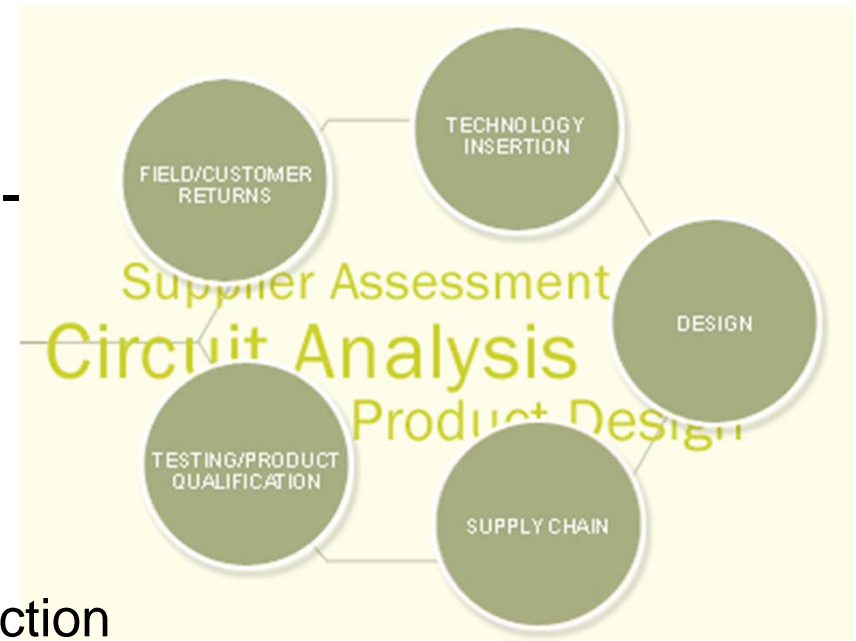 TECHNOLOGY
INSERTION
FIELD/CUSTOMER
RETURNS
-
Supplier Assessment
DESIGN
Circuit Analysis
Product Design
TESTING/PRODUCT
QUALIFICATION
SUPPLY CHAIN
ction